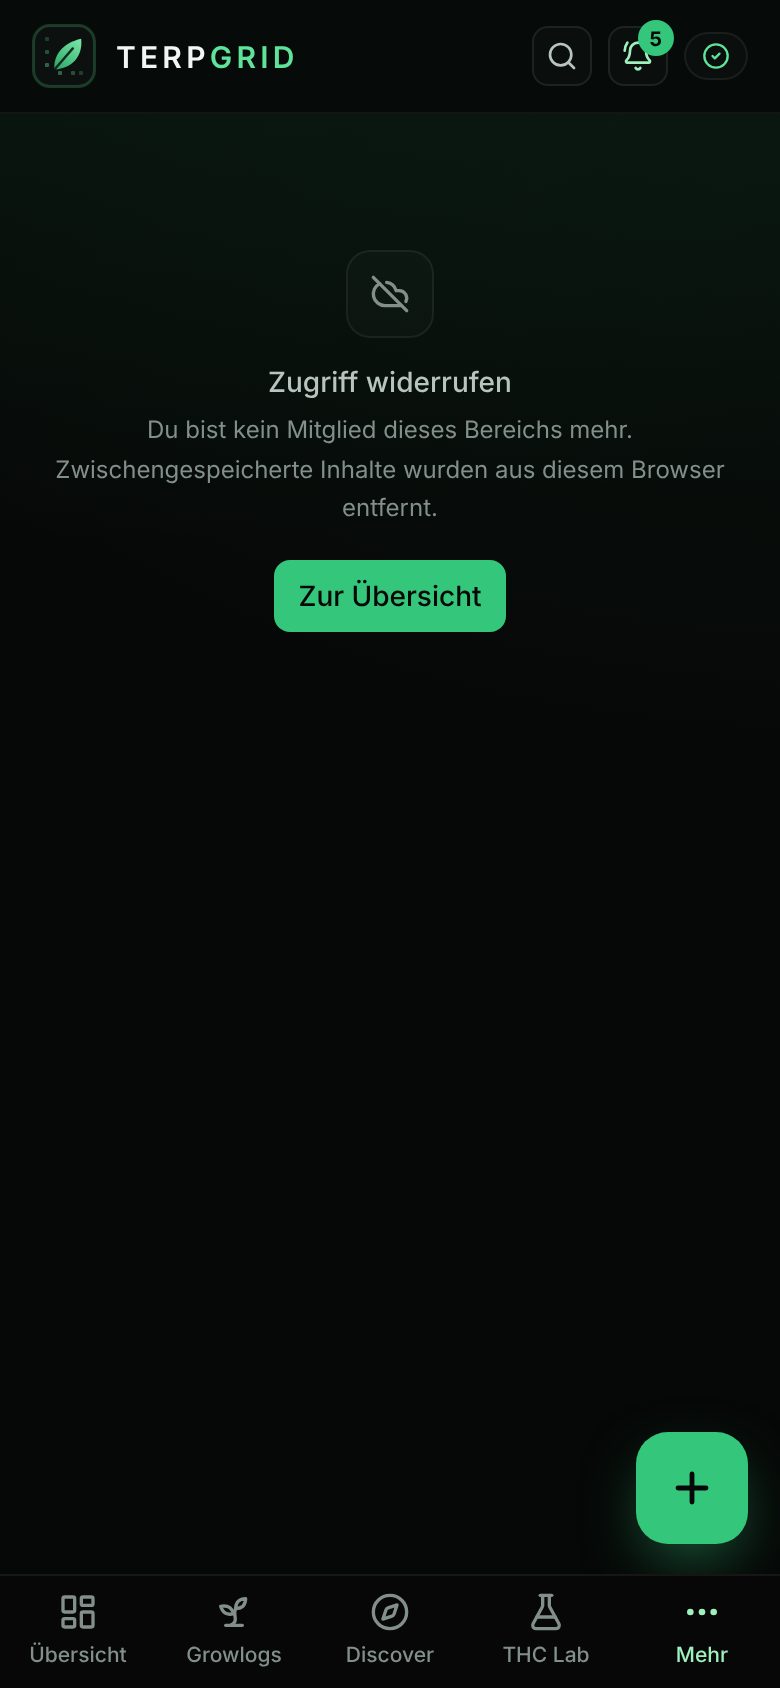 TERPGRID
5
Zugriff widerrufen
Du bist kein Mitglied dieses Bereichs mehr.
Zwischengespeicherte Inhalte wurden aus diesem Browser
entfernt.
Zur Übersicht
Übersicht
Growlogs
Discover
THC Lab
Mehr